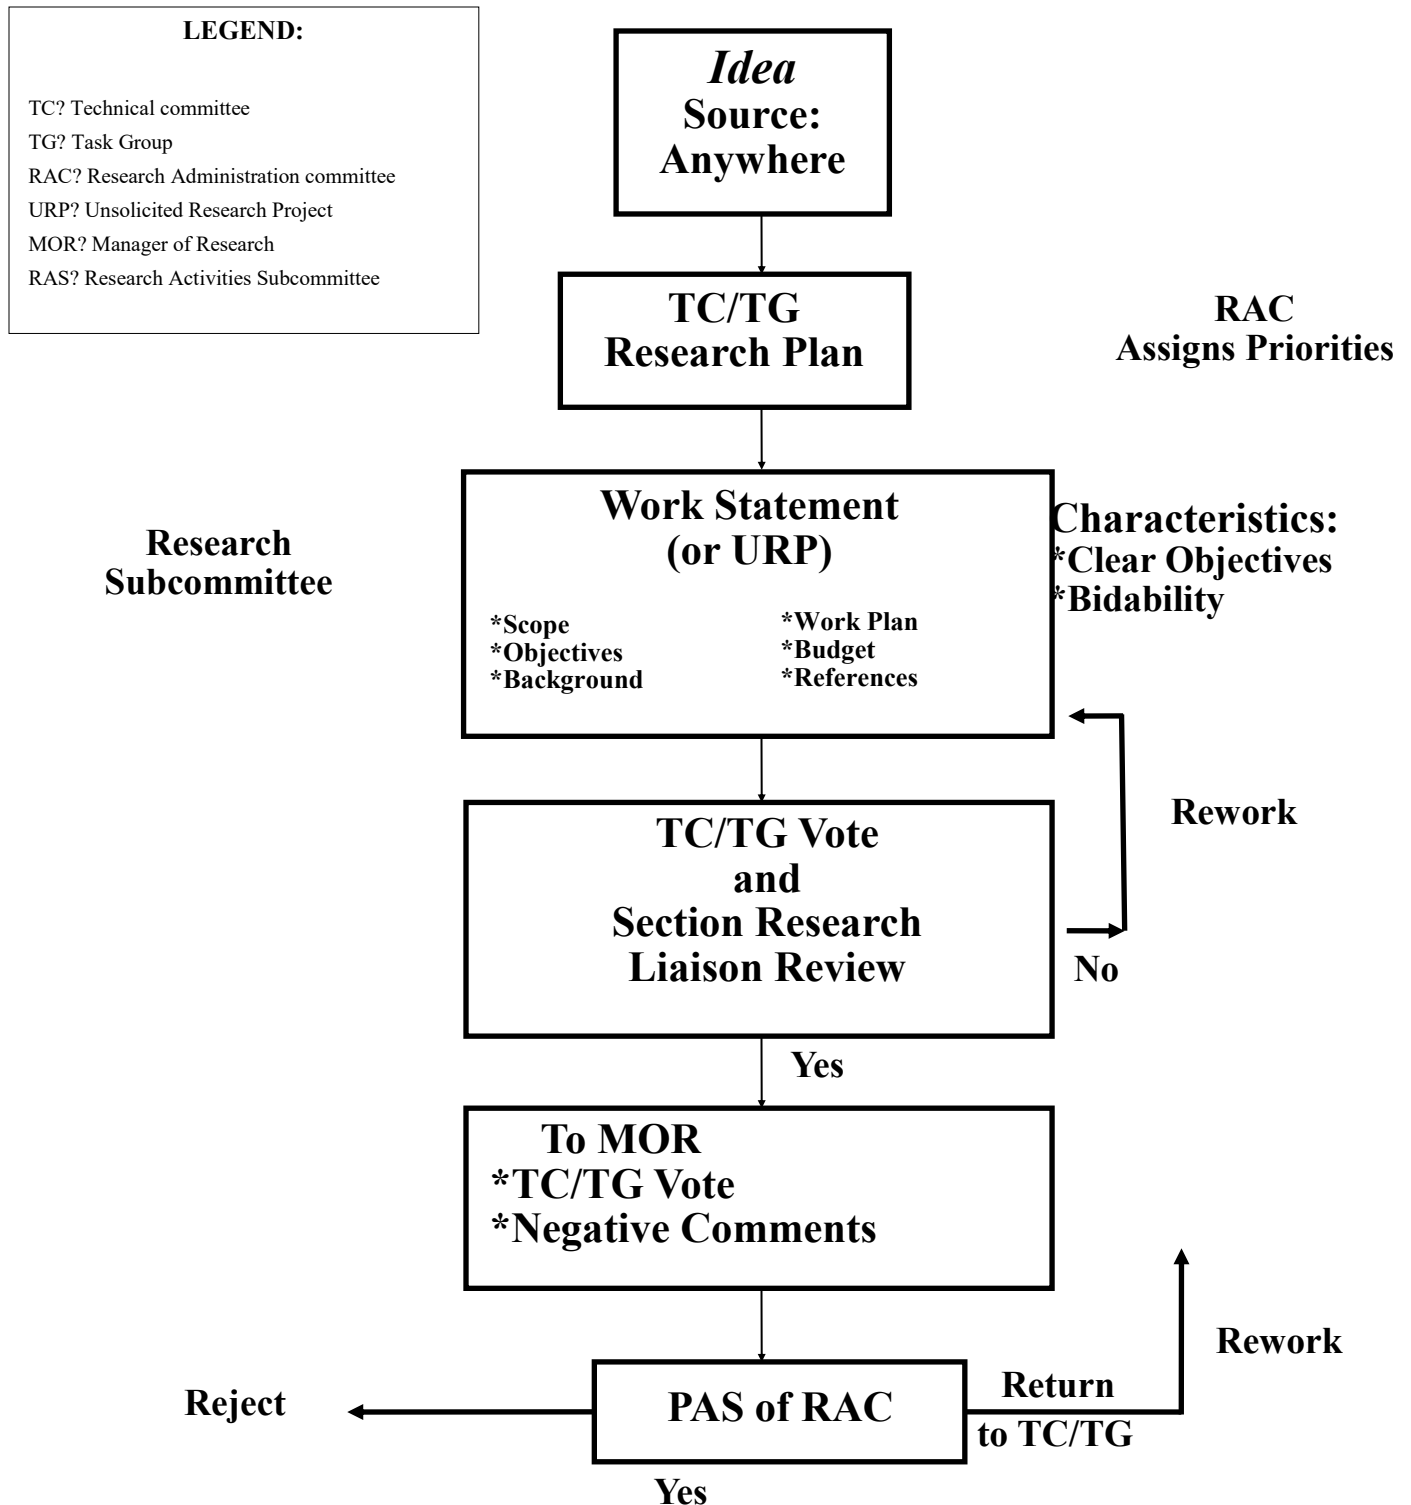 LEGEND:
TC? Technical committee
TG? Task Group
RAC? Research Administration committee
URP? Unsolicited Research Project
MOR? Manager of Research
RAS? Research Activities Subcommittee
Idea
Source:
Anywhere
TC/TG
Research Plan
RAC
Assigns Priorities
Work Statement
(or URP)
*Scope
*Objectives
*Background
*Work Plan
*Budget
*References
Research
Subcommittee
Characteristics:
*Clear Objectives
*Bidability
TC/TG Vote
and
Section Research
Liaison Review
Rework
No
Yes
To MOR
*TC/TG Vote
*Negative Comments
Rework
Reject
PAS of RAC
Return
to TC/TG
Yes